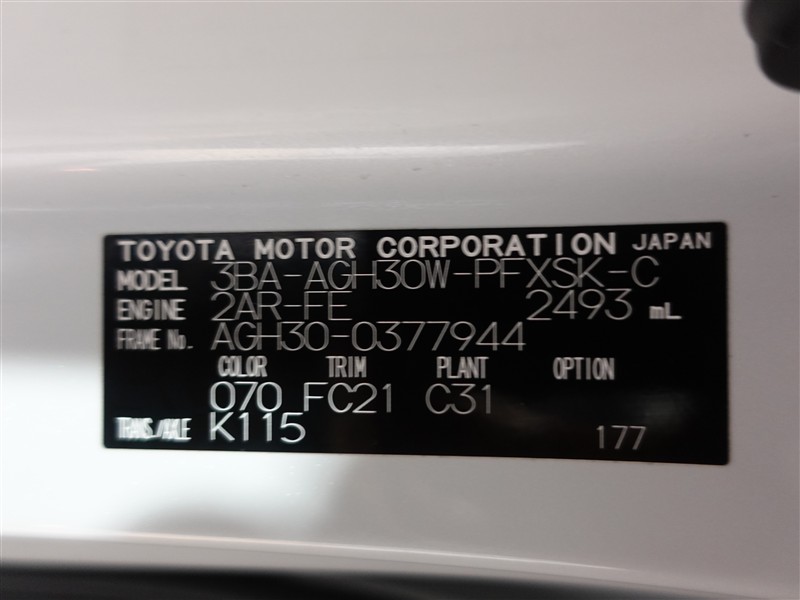 TOYOTA MOTOR CORPORATION JAPAN
MODEL 3BA-AGH30W-PFXSK-C
ENGINE 2AR-FE 2493 mL
FRAME No. AGH30-0377944
COLOR TRIM PLANT OPTION
070 FC21 C31
TRANS./AXLE K115 177